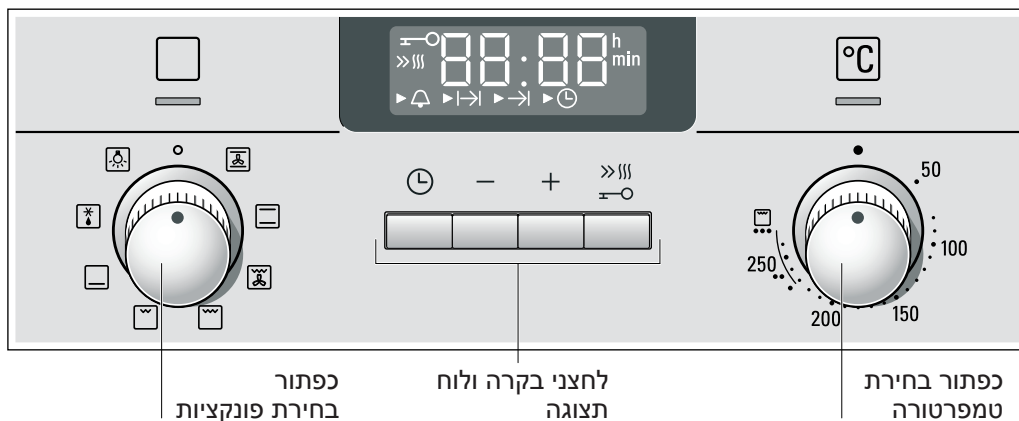 88:88
h
min
°C
50
100
150
200
250
כפתור בחירת
טמפרטורה
לחצני בקרה ולוח
תצוגה
כפתור
בחירת פונקציות